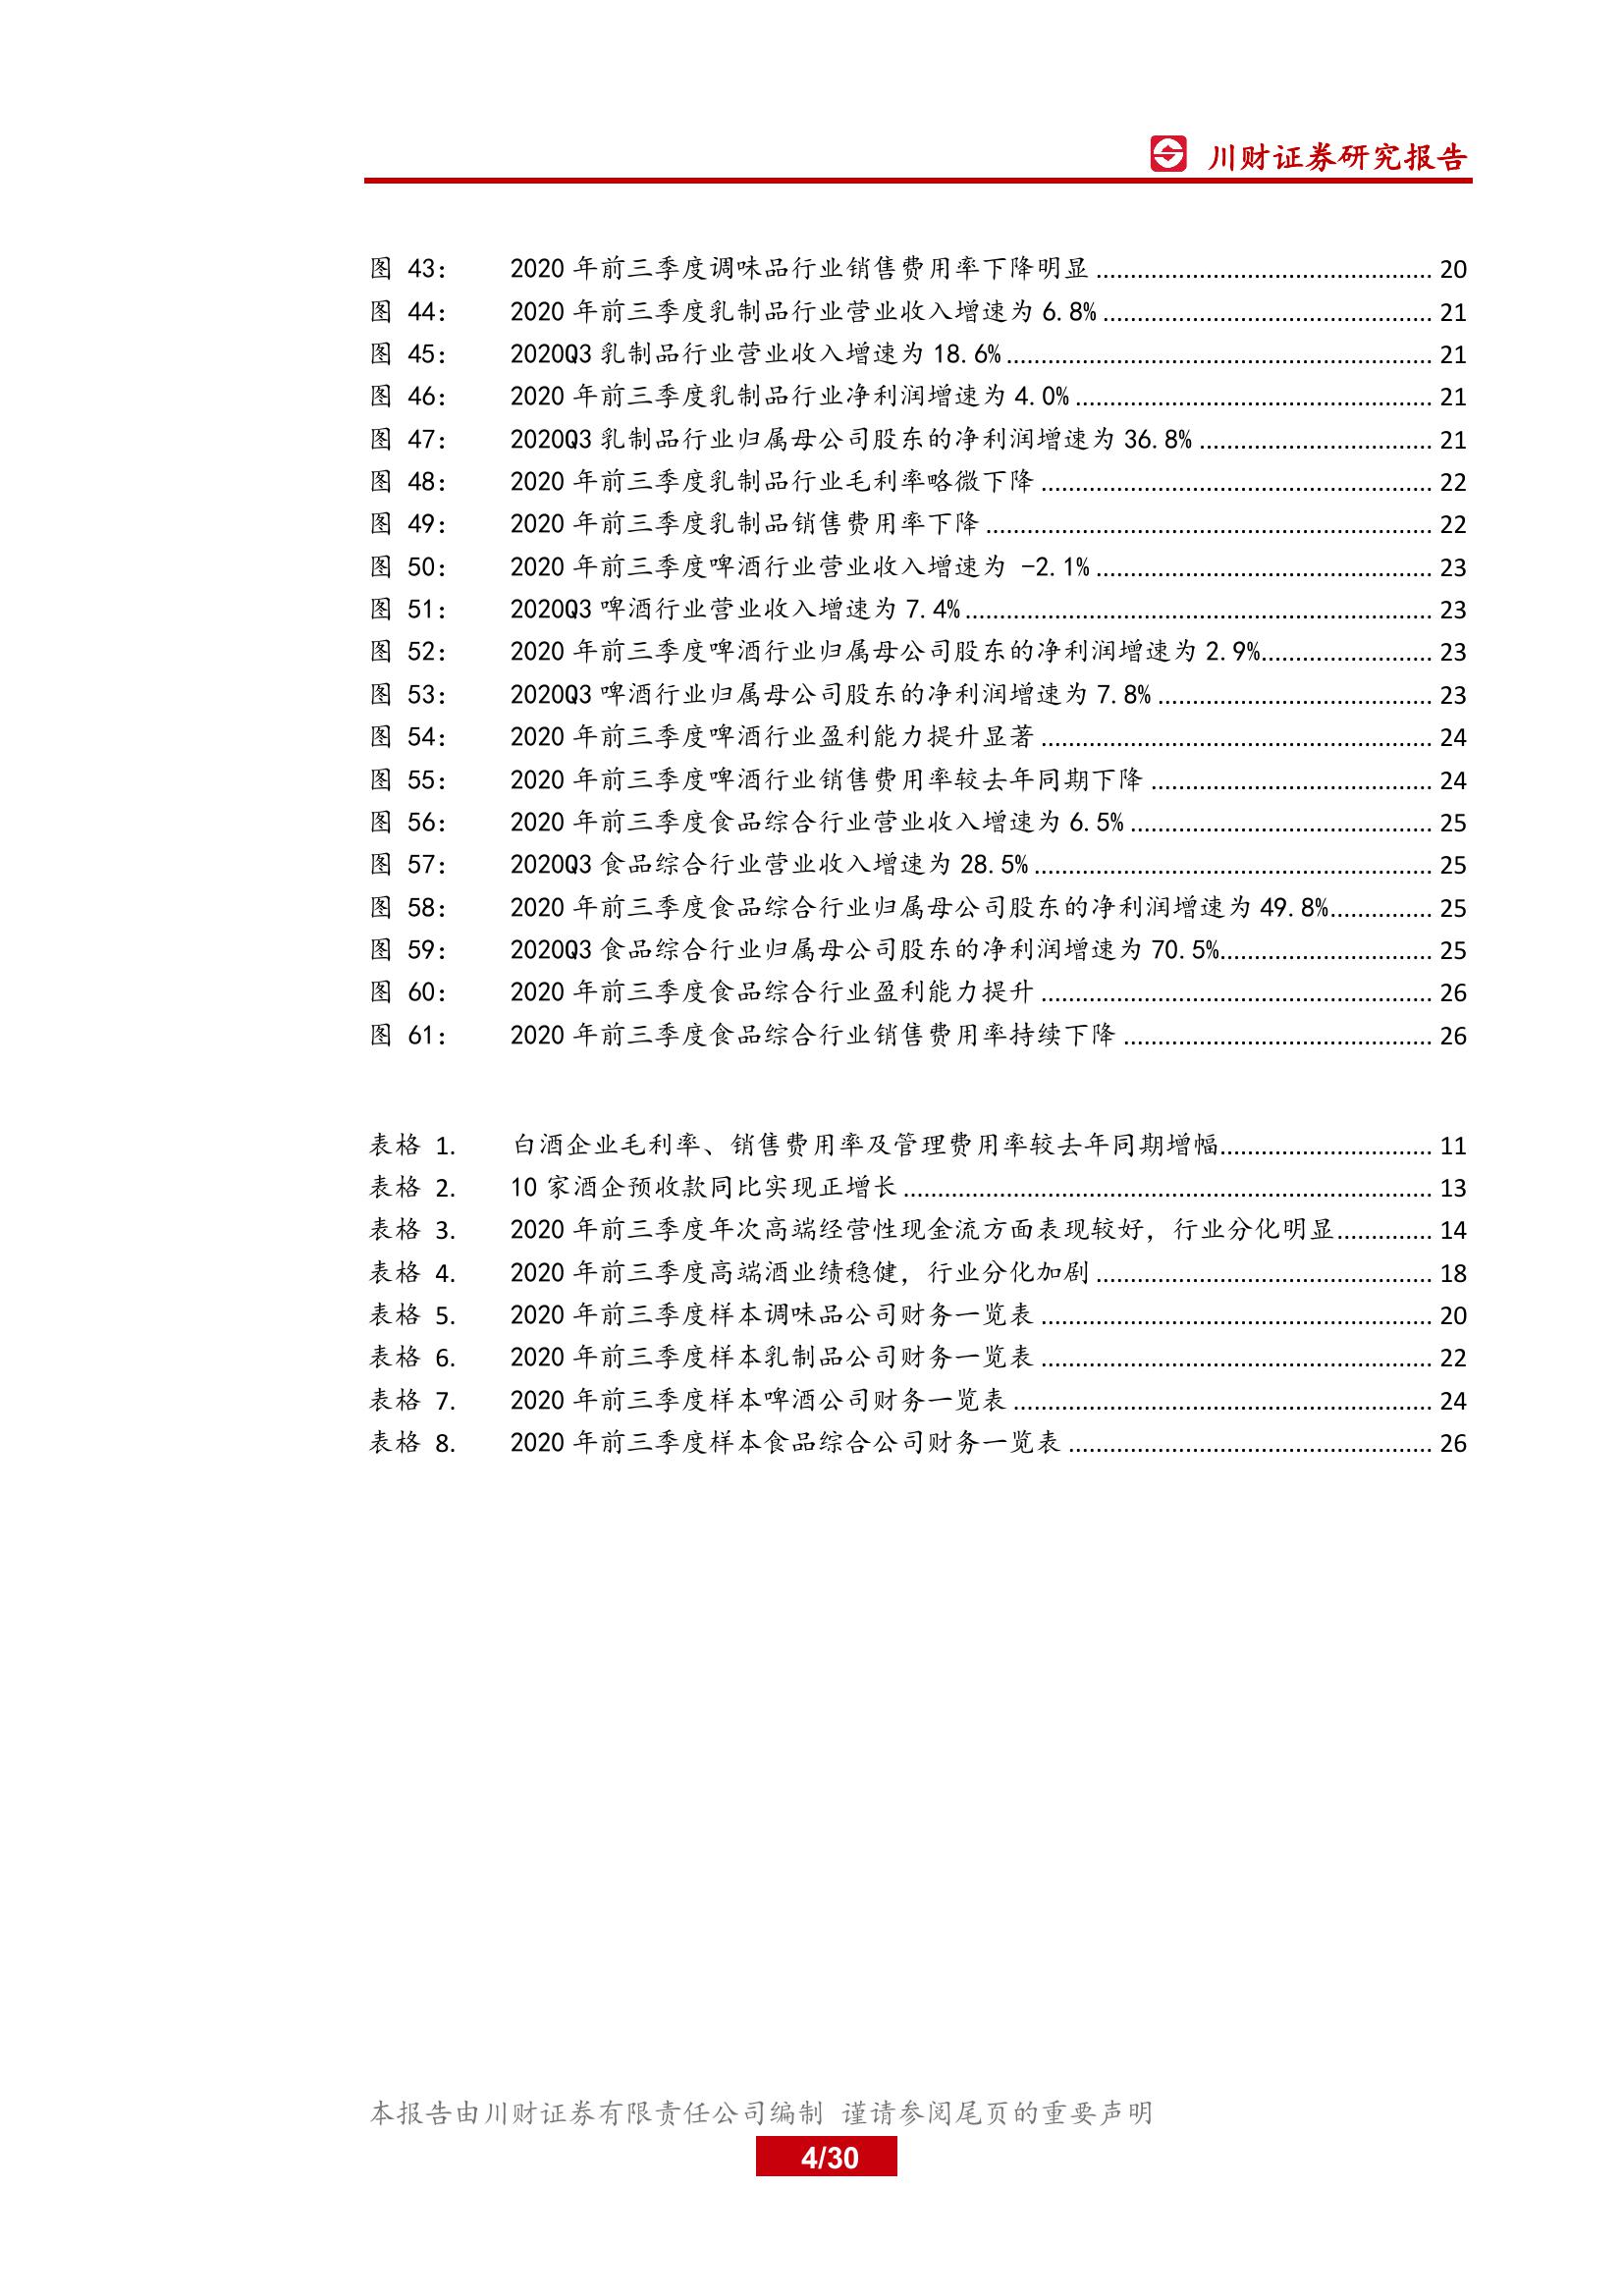 川财证券研究报告
图 43: 2020 年前三季度调味品行业销售费用率下降明显 20
图 44: 2020 年前三季度乳制品行业营业收入增速为 6.8% 21
图 45: 2020Q3 乳制品行业营业收入增速为 18.6% 21
图 46: 2020 年前三季度乳制品行业净利润增速为 4.0% 21
图 47: 2020Q3 乳制品行业归属母公司股东的净利润增速为 36.8% 21
图 48: 2020 年前三季度乳制品行业毛利率略微下降 22
图 49: 2020 年前三季度乳制品销售费用率下降 22
图 50: 2020 年前三季度啤酒行业营业收入增速为 -2.1% 23
图 51: 2020Q3 啤酒行业营业收入增速为 7.4% 23
图 52: 2020 年前三季度啤酒行业归属母公司股东的净利润增速为 2.9% 23
图 53: 2020Q3 啤酒行业归属母公司股东的净利润增速为 7.8% 23
图 54: 2020 年前三季度啤酒行业盈利能力提升显著 24
图 55: 2020 年前三季度啤酒行业销售费用率较去年同期下降 24
图 56: 2020 年前三季度食品综合行业营业收入增速为 6.5% 25
图 57: 2020Q3 食品综合行业营业收入增速为 28.5% 25
图 58: 2020 年前三季度食品综合行业归属母公司股东的净利润增速为 49.8% 25
图 59: 2020Q3 食品综合行业归属母公司股东的净利润增速为 70.5% 25
图 60: 2020 年前三季度食品综合行业盈利能力提升 26
图 61: 2020 年前三季度食品综合行业销售费用率持续下降 26
表格 1. 白酒企业毛利率、销售费用率及管理费用率较去年同期增幅 11
表格 2. 10 家酒企预收款同比实现正增长 13
表格 3. 2020 年前三季度年次高端经营性现金流方面表现较好，行业分化明显 14
表格 4. 2020 年前三季度高端酒业绩稳健，行业分化加剧 18
表格 5. 2020 年前三季度样本调味品公司财务一览表 20
表格 6. 2020 年前三季度样本乳制品公司财务一览表 22
表格 7. 2020 年前三季度样本啤酒公司财务一览表 24
表格 8. 2020 年前三季度样本食品综合公司财务一览表 26
本报告由川财证券有限责任公司编制 谨请参阅尾页的重要声明
4/30